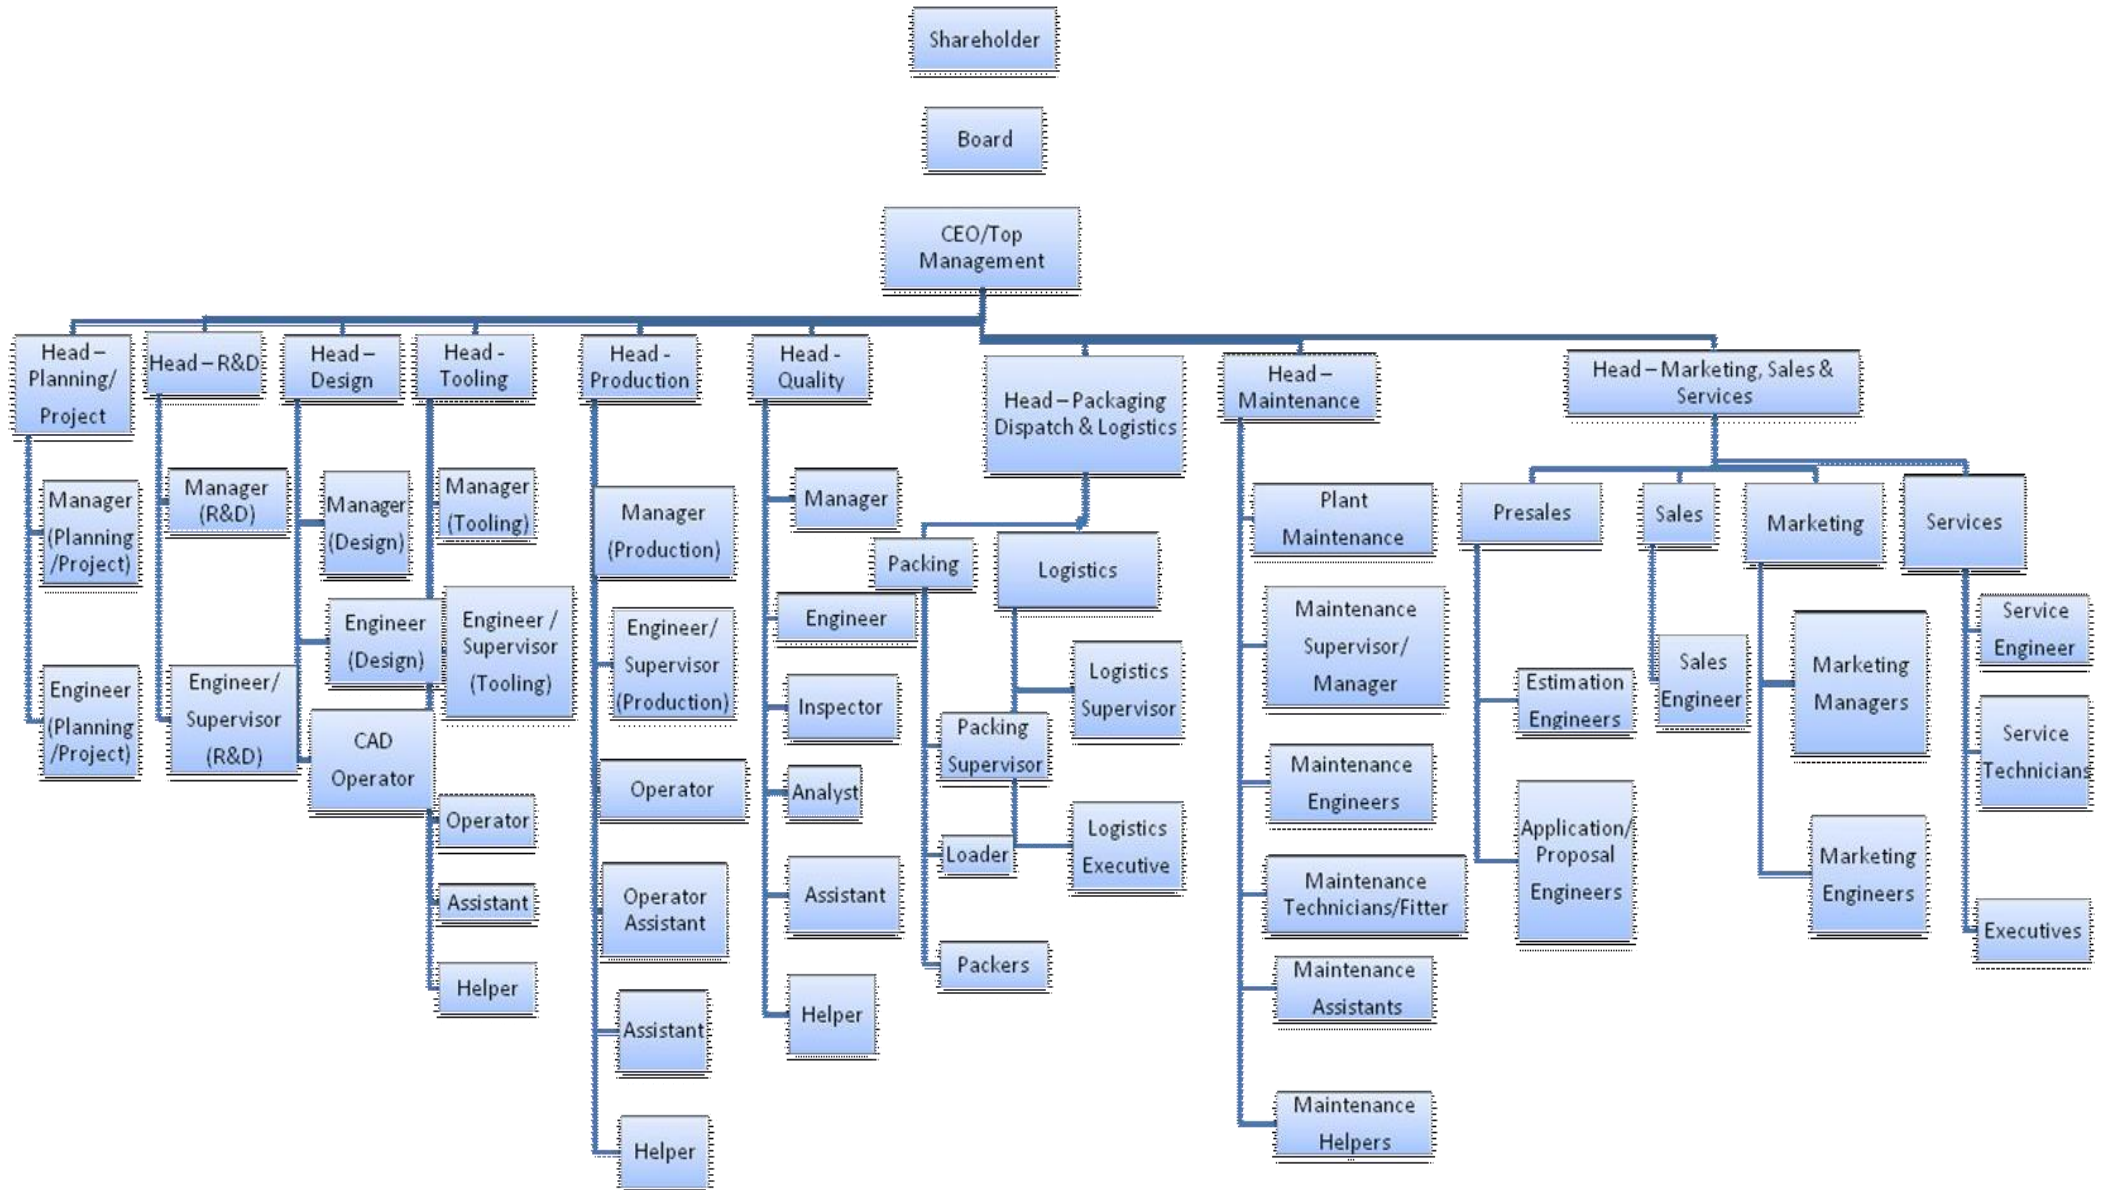 Shareholder
Board
CEO/Top
Management
Head –
Planning/
Project
Head – R&D
Head –
Design
Head -
Tooling
Head -
Production
Head -
Quality
Head – Packaging
Dispatch & Logistics
Head –
Maintenance
Head – Marketing, Sales &
Services
Manager
(Planning
/Project)
Engineer
(Planning
/Project)
Manager
(R&D)
Engineer/
Supervisor
(R&D)
Manager
(Design)
Engineer
(Design)
CAD
Operator
Manager
(Tooling)
Engineer /
Supervisor
(Tooling)
Operator
Assistant
Helper
Manager
(Production)
Engineer/
Supervisor
(Production)
Operator
Operator
Assistant
Assistant
Helper
Manager
Engineer
Inspector
Analyst
Assistant
Helper
Packing
Packing
Supervisor
Loader
Packers
Logistics
Logistics
Supervisor
Logistics
Executive
Plant
Maintenance
Maintenance
Supervisor/
Manager
Maintenance
Engineers
Maintenance
Technicians/Fitter
Maintenance
Assistants
Maintenance
Helpers
Presales
Estimation
Engineers
Application/
Proposal
Engineers
Sales
Sales
Engineer
Marketing
Marketing
Managers
Marketing
Engineers
Services
Service
Engineer
Service
Technicians
Executives